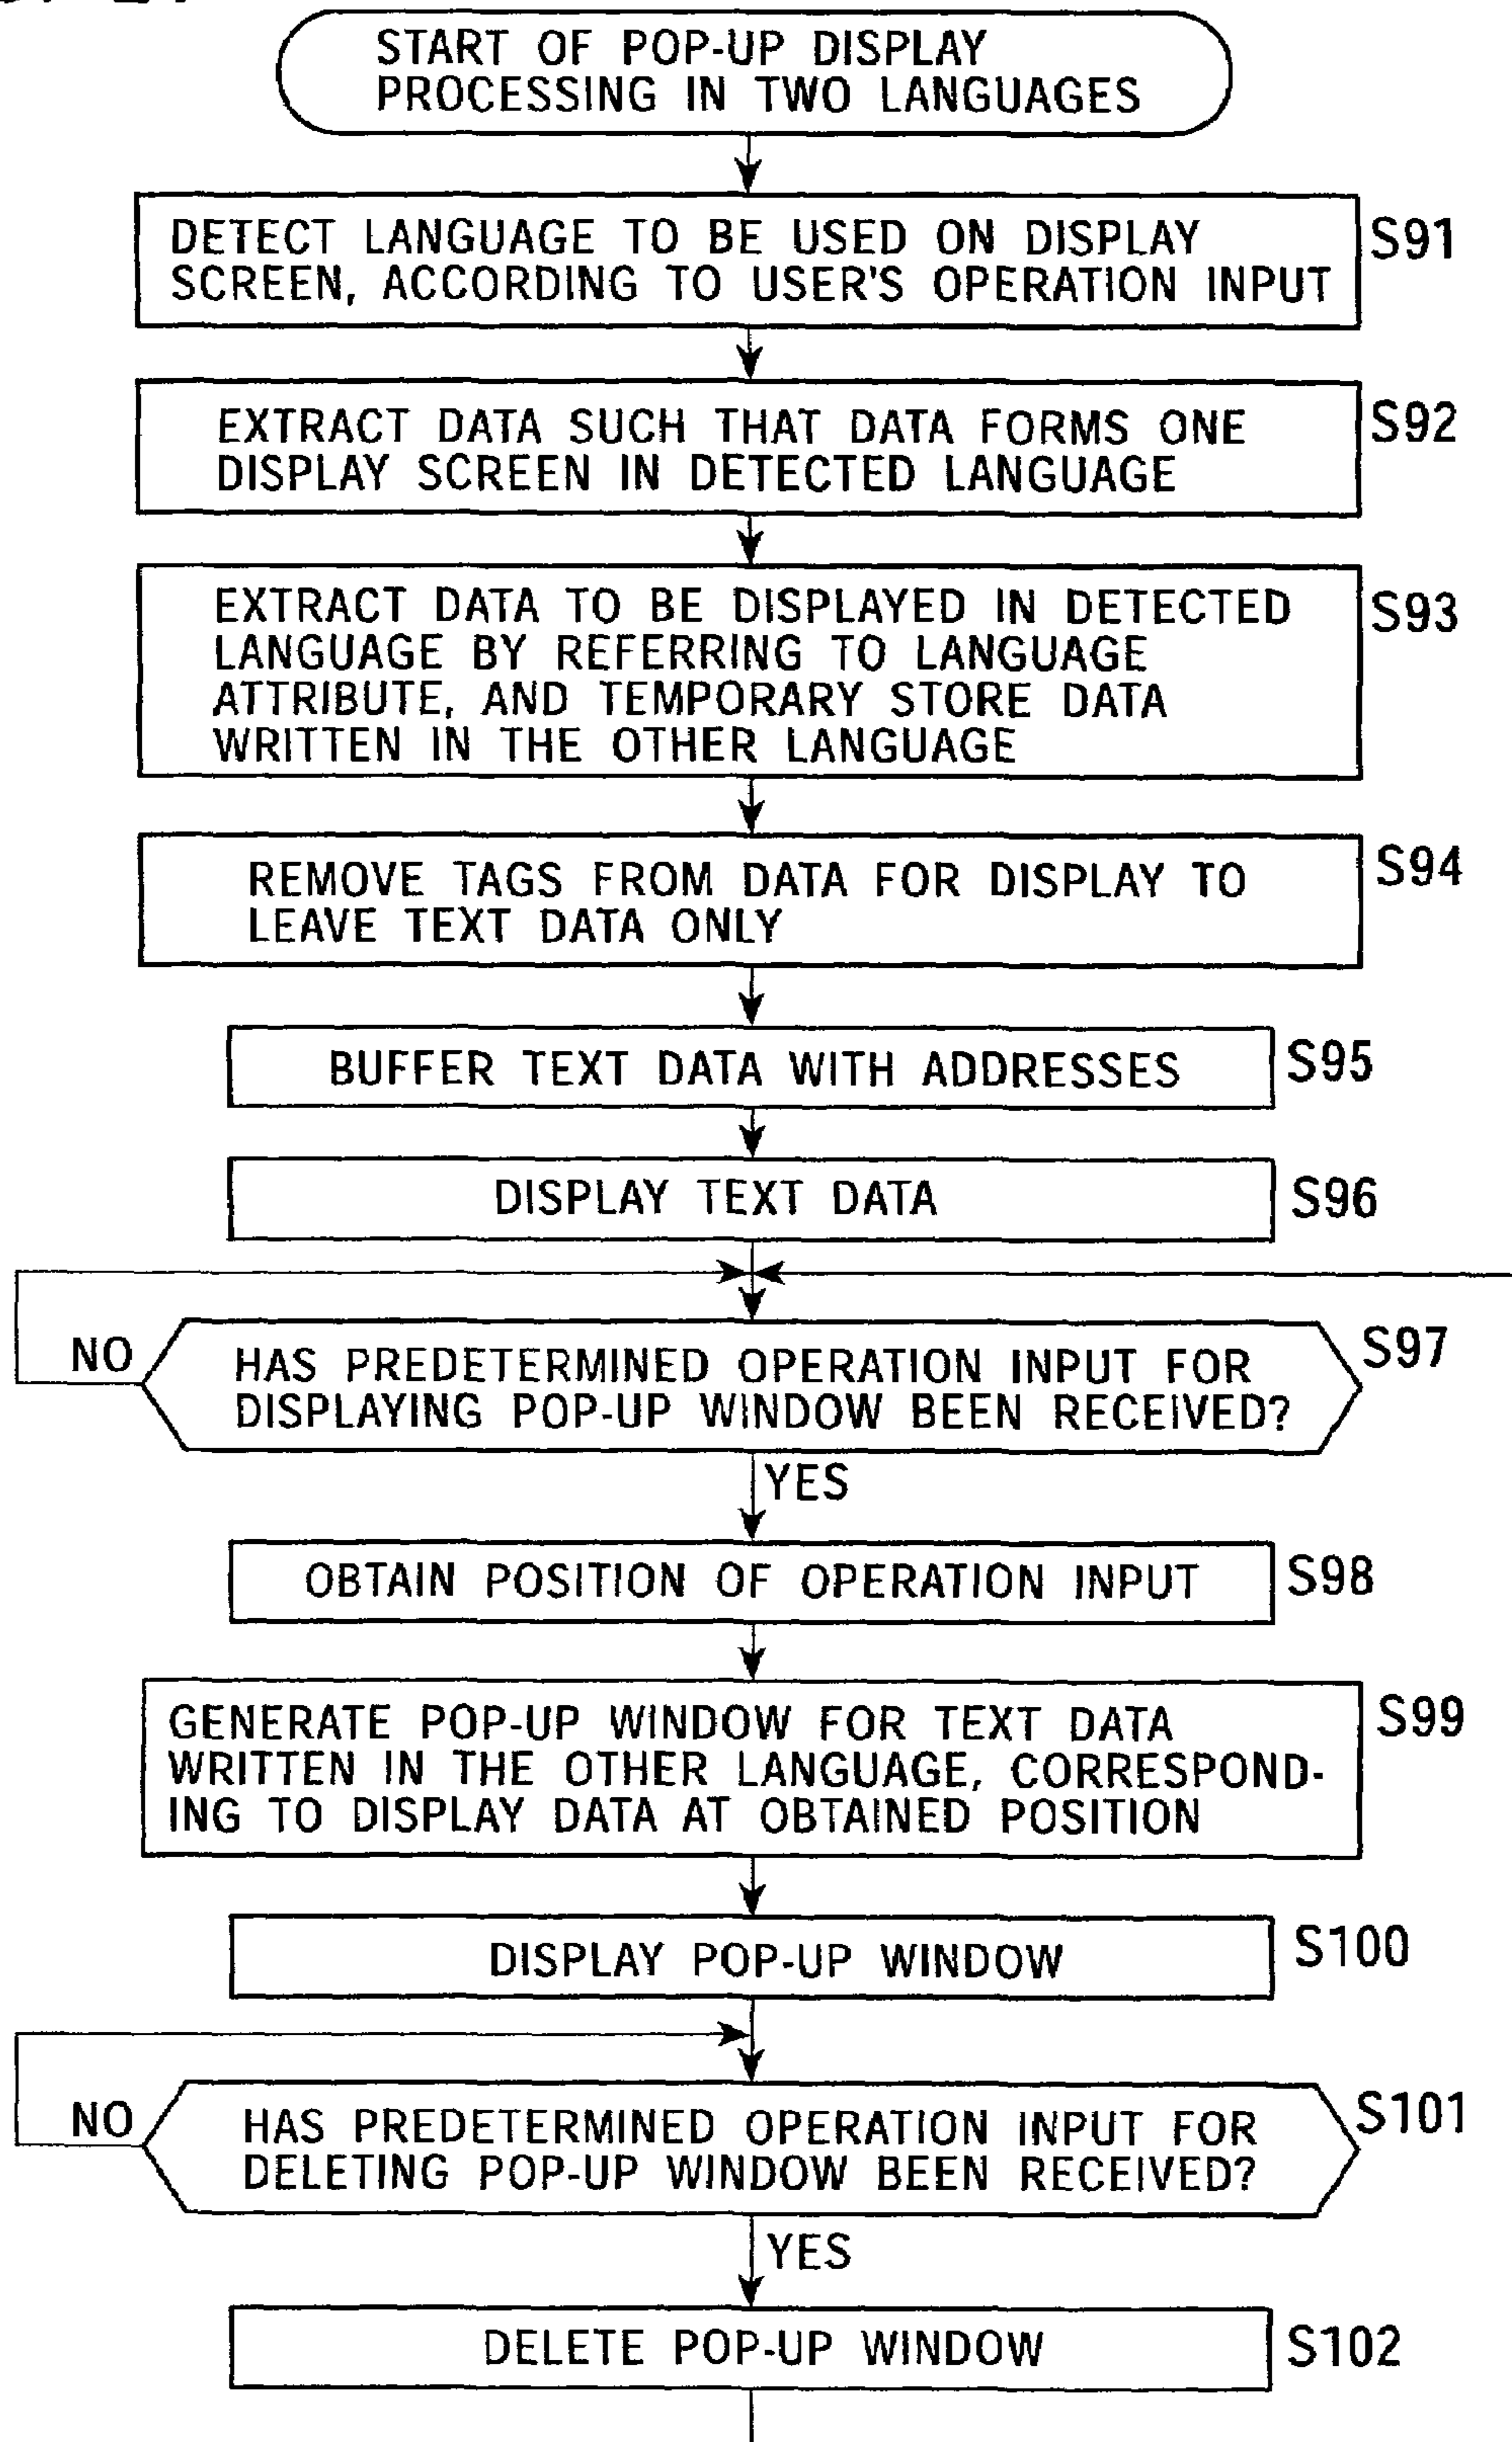 START OF POP-UP DISPLAY
PROCESSING IN TWO LANGUAGES
DETECT LANGUAGE TO BE USED ON DISPLAY
SCREEN, ACCORDING TO USER'S OPERATION INPUT
S91
EXTRACT DATA SUCH THAT DATA FORMS ONE
DISPLAY SCREEN IN DETECTED LANGUAGE
S92
EXTRACT DATA TO BE DISPLAYED IN DETECTED
LANGUAGE BY REFERRING TO LANGUAGE
ATTRIBUTE, AND TEMPORARY STORE DATA
WRITTEN IN THE OTHER LANGUAGE
S93
REMOVE TAGS FROM DATA FOR DISPLAY TO
LEAVE TEXT DATA ONLY
S94
BUFFER TEXT DATA WITH ADDRESSES
S95
DISPLAY TEXT DATA
S96
NO
HAS PREDETERMINED OPERATION INPUT FOR
DISPLAYING POP-UP WINDOW BEEN RECEIVED?
S97
YES
OBTAIN POSITION OF OPERATION INPUT
S98
GENERATE POP-UP WINDOW FOR TEXT DATA
WRITTEN IN THE OTHER LANGUAGE, CORRESPOND-
ING TO DISPLAY DATA AT OBTAINED POSITION
S99
DISPLAY POP-UP WINDOW
S100
NO
HAS PREDETERMINED OPERATION INPUT FOR
DELETING POP-UP WINDOW BEEN RECEIVED?
S101
YES
DELETE POP-UP WINDOW
S102